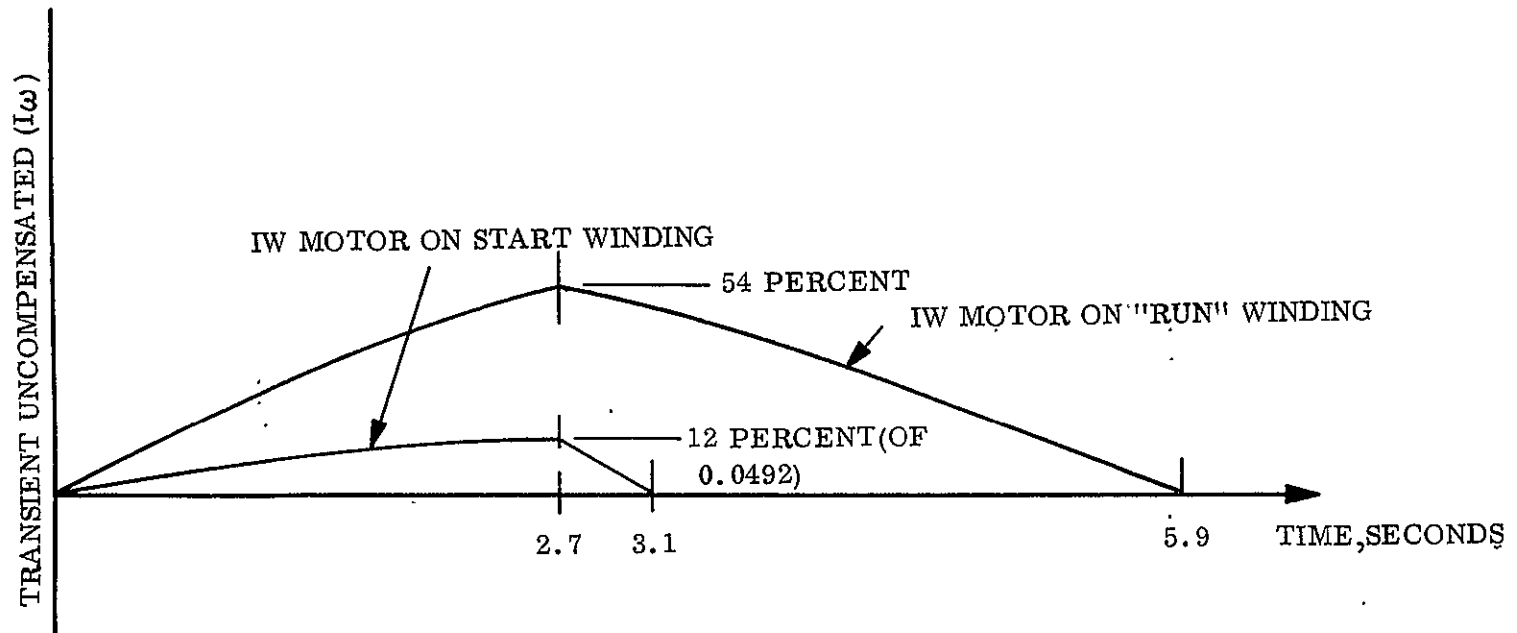 TRANSIENT UNCOMPENSATED (Iω)
IW MOTOR ON START WINDING
54 PERCENT
IW MOTOR ON "RUN" WINDING
12 PERCENT(OF
0.0492)
2.7
3.1
5.9
TIME,SECONDS